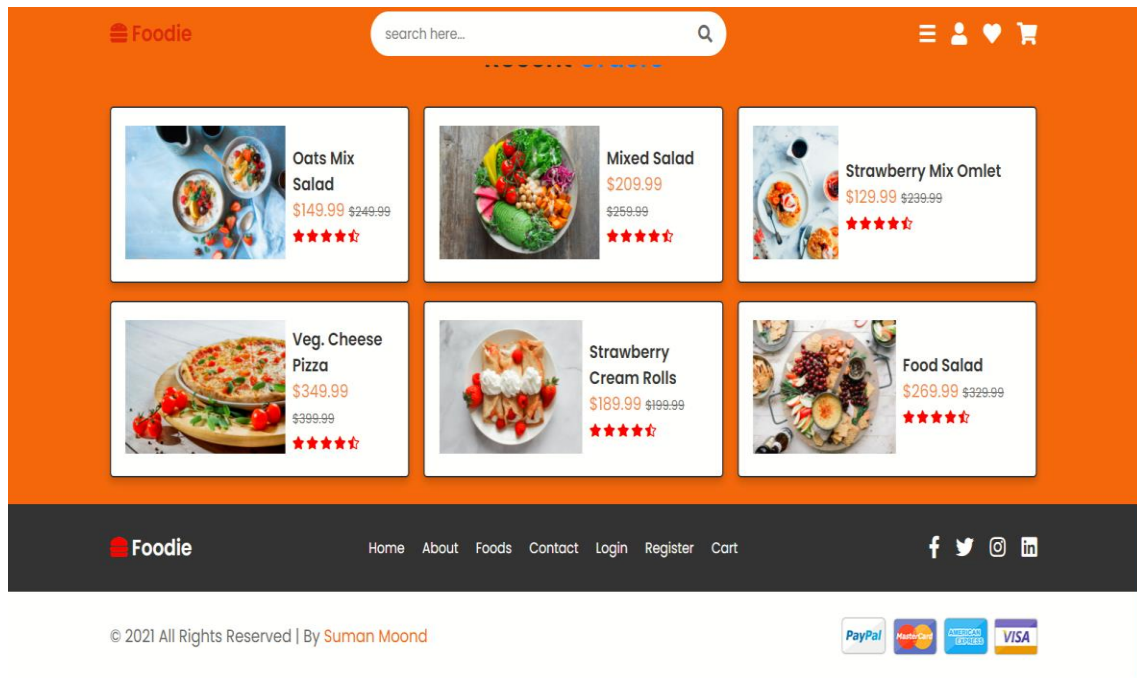 Foodie
search here...
Recent Orders
Oats Mix
Salad
$149.99 $249.99
Mixed Salad
$209.99
$259.99
Strawberry Mix Omlet
$129.99 $239.99
Veg. Cheese
Pizza
$349.99
$399.99
Strawberry
Cream Rolls
$189.99 $199.99
Food Salad
$269.99 $329.99
Foodie
Home About Foods Contact Login Register Cart
© 2021 All Rights Reserved | By Suman Moond
PayPal MasterCard AMERICAN EXPRESS VISA